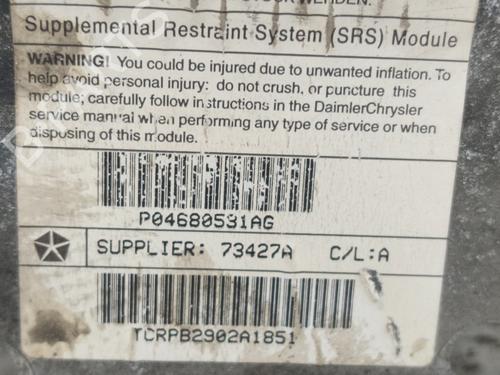 Supplemental Restraint System (SRS) Module
WARNING! You could be injured due to unwanted inflation. To
help avoid personal injury: do not crush, or puncture this
module; carefully follow instructions in the DaimlerChrysler
service manual when performing any type of service or when
disposing of this module.
P04680531AG
SUPPLIER: 73427A C/L:A
TCRPB2902A1851